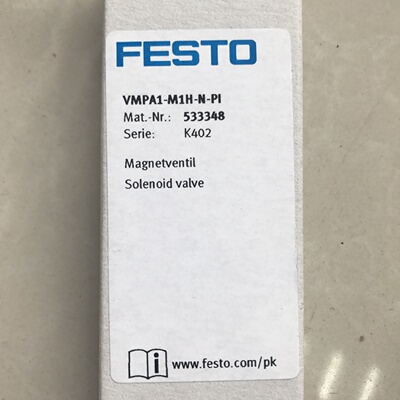 FESTO
VMPA1-M1H-N-PI
Mat.-Nr.: 533348
Serie: K402
Magnetventil
Solenoid valve
www.festo.com/pk